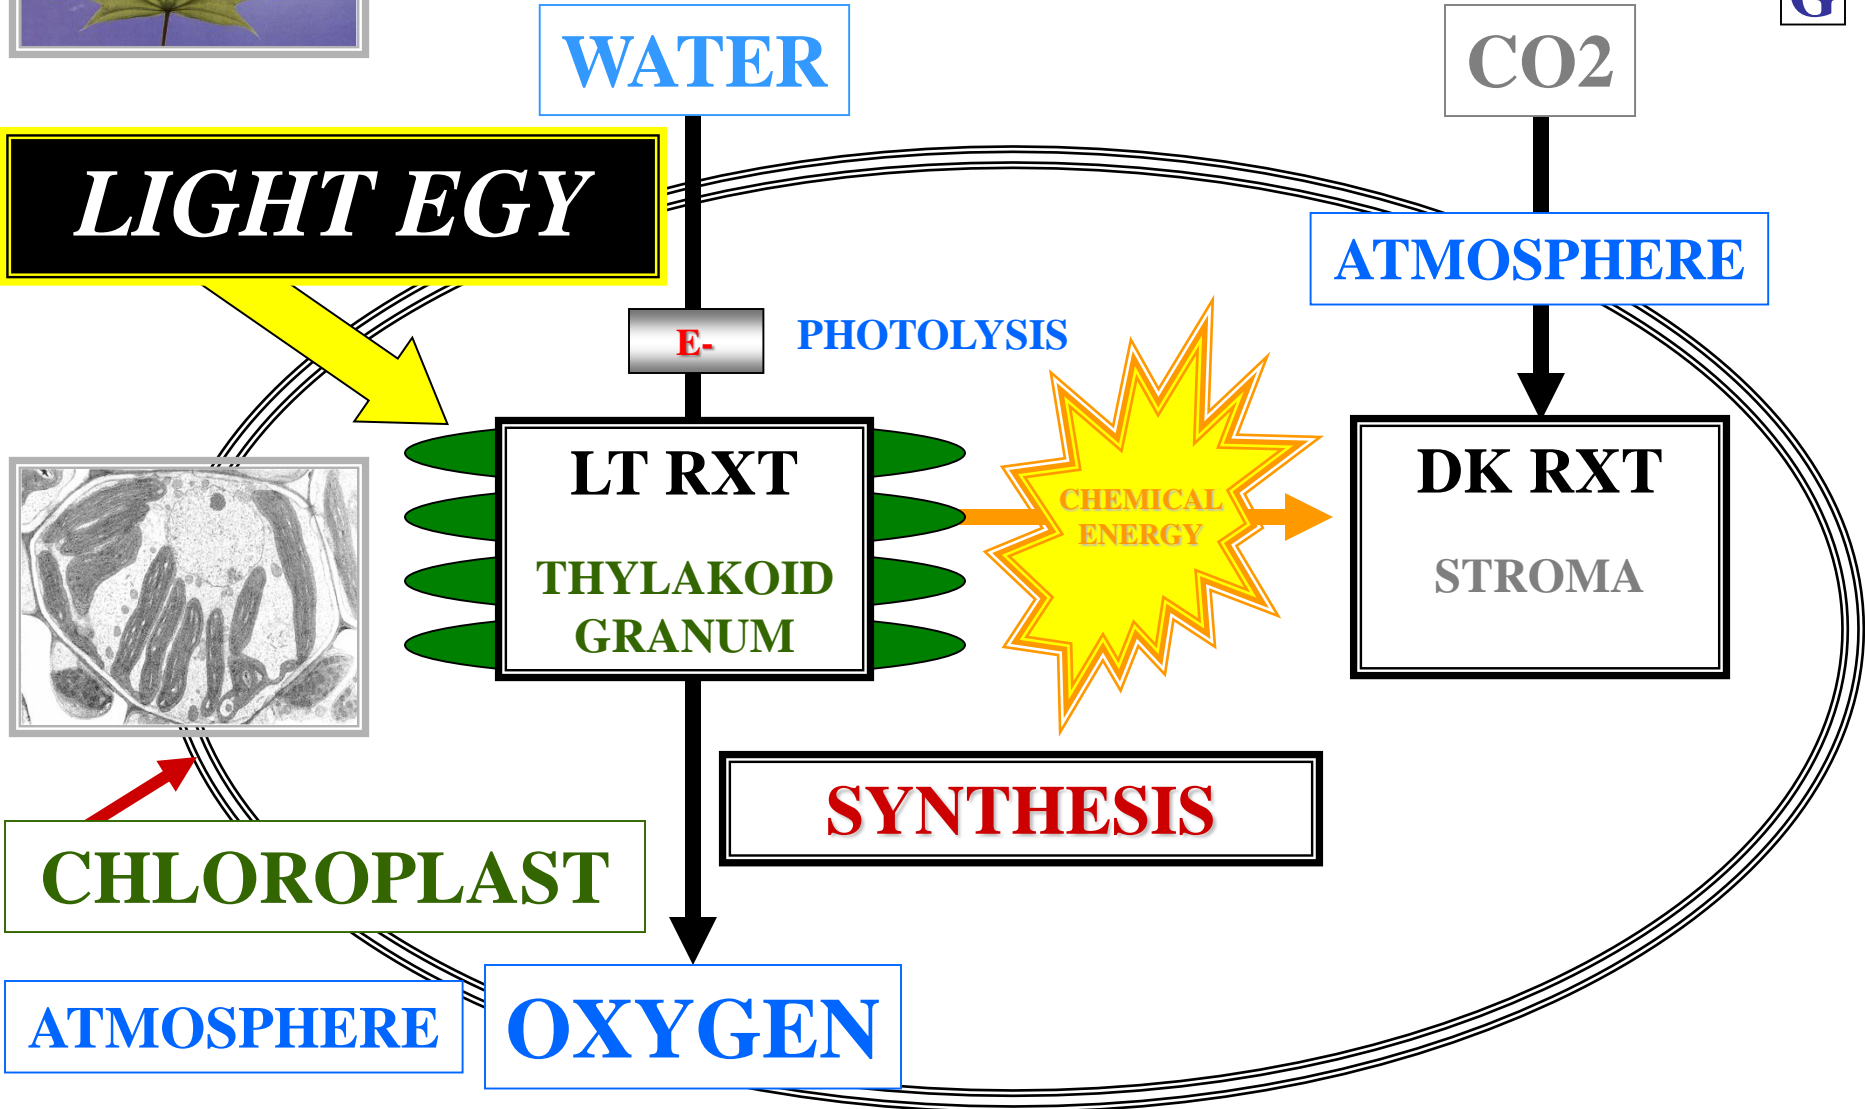 WATER
CO2
G
LIGHT EGY
ATMOSPHERE
E-
PHOTOLYSIS
LT RXT
THYLAKOID
GRANUM
CHEMICAL
ENERGY
DK RXT
STROMA
SYNTHESIS
CHLOROPLAST
ATMOSPHERE
OXYGEN